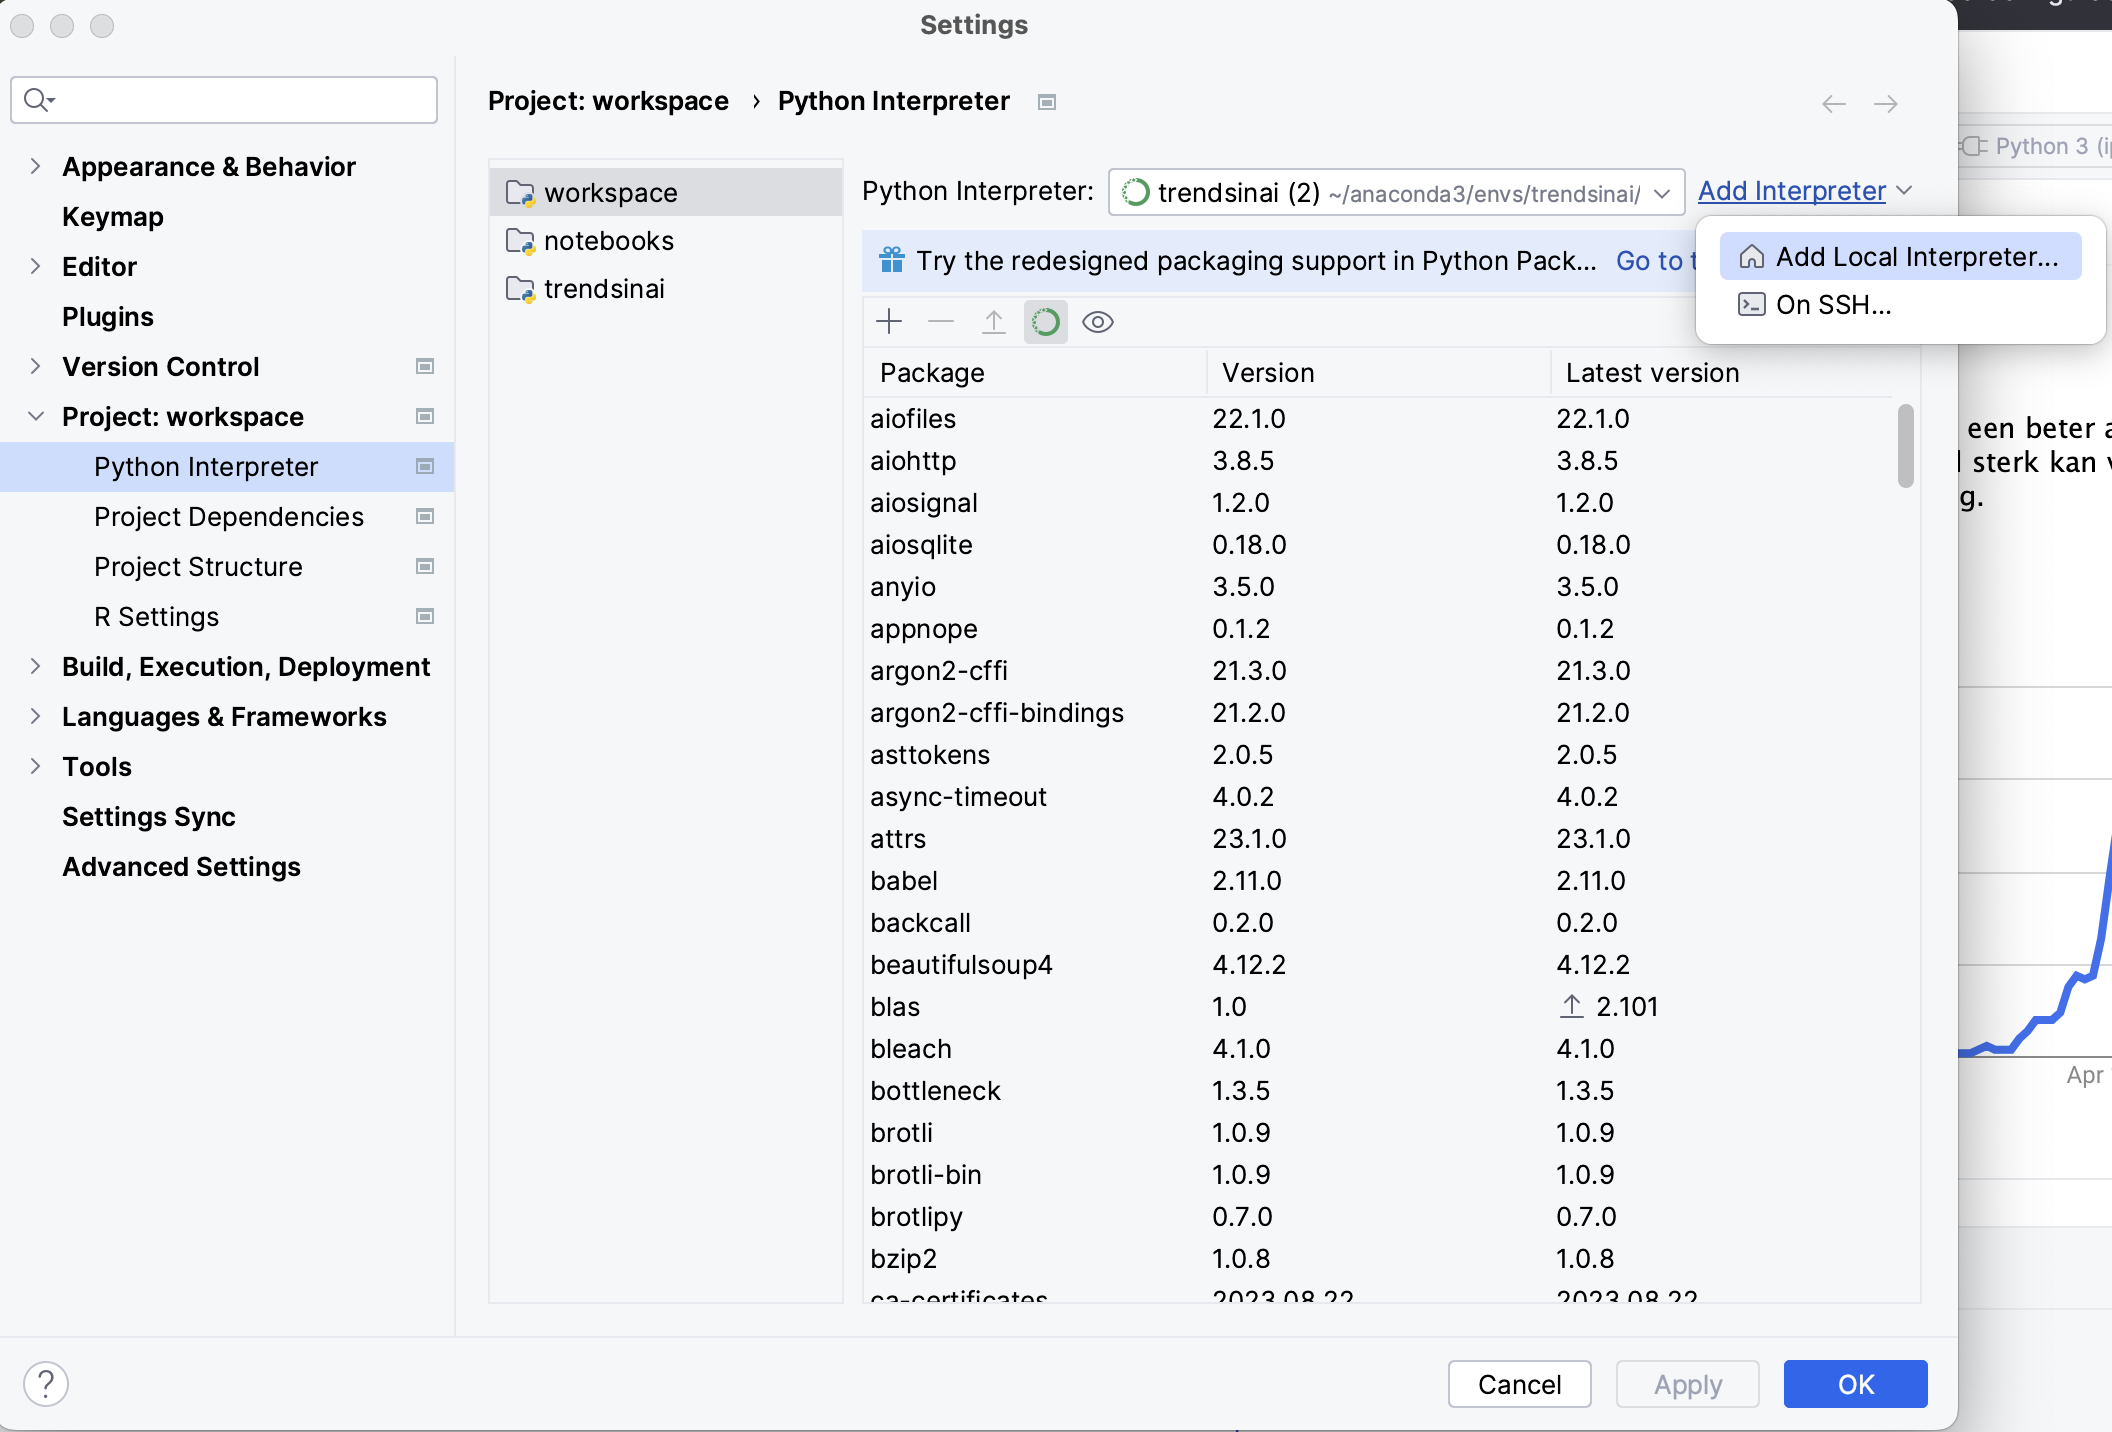 Settings
Project: workspace › Python Interpreter
Appearance & Behavior
Keymap
Editor
Plugins
Version Control
Project: workspace
Python Interpreter
Project Dependencies
Project Structure
R Settings
Build, Execution, Deployment
Languages & Frameworks
Tools
Settings Sync
Advanced Settings
workspace
notebooks
trendsinai
Python Interpreter: trendsinai (2) ~/anaconda3/envs/trendsinai/ Add Interpreter
Try the redesigned packaging support in Python Pack... Go to
Add Local Interpreter...
On SSH...
Package Version Latest version
aiofiles 22.1.0 22.1.0
aiohttp 3.8.5 3.8.5
aiosignal 1.2.0 1.2.0
aiosqlite 0.18.0 0.18.0
anyio 3.5.0 3.5.0
appnope 0.1.2 0.1.2
argon2-cffi 21.3.0 21.3.0
argon2-cffi-bindings 21.2.0 21.2.0
asttokens 2.0.5 2.0.5
async-timeout 4.0.2 4.0.2
attrs 23.1.0 23.1.0
babel 2.11.0 2.11.0
backcall 0.2.0 0.2.0
beautifulsoup4 4.12.2 4.12.2
blas 1.0 2.101
bleach 4.1.0 4.1.0
bottleneck 1.3.5 1.3.5
brotli 1.0.9 1.0.9
brotli-bin 1.0.9 1.0.9
brotlipy 0.7.0 0.7.0
bzip2 1.0.8 1.0.8
ca-certificates 2023.08.22 2023.08.22
? Cancel Apply OK
Python 3
een beter
sterk kan
g.
Apr